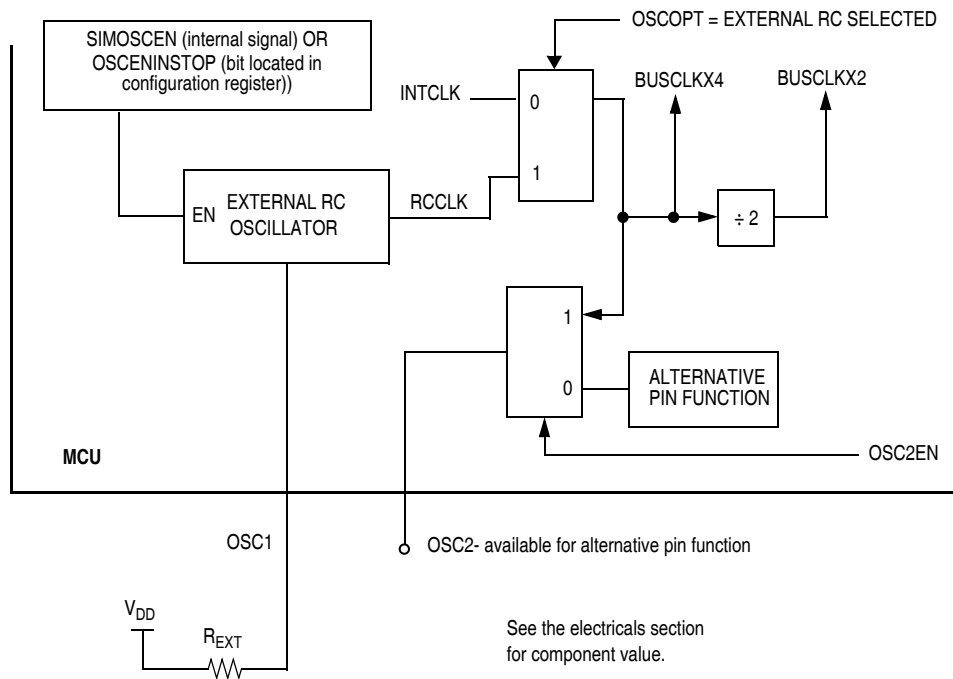 SIMOSCEN (internal signal) OR
OSCENINSTOP (bit located in
configuration register))
OSCOPT = EXTERNAL RC SELECTED
BUSCLKX4
BUSCLKX2
INTCLK
0
1
EN
EXTERNAL RC
OSCILLATOR
RCCLK
÷ 2
1
0
ALTERNATIVE
PIN FUNCTION
OSC2EN
MCU
OSC1
OSC2- available for alternative pin function
VDD
REXT
See the electricals section
for component value.